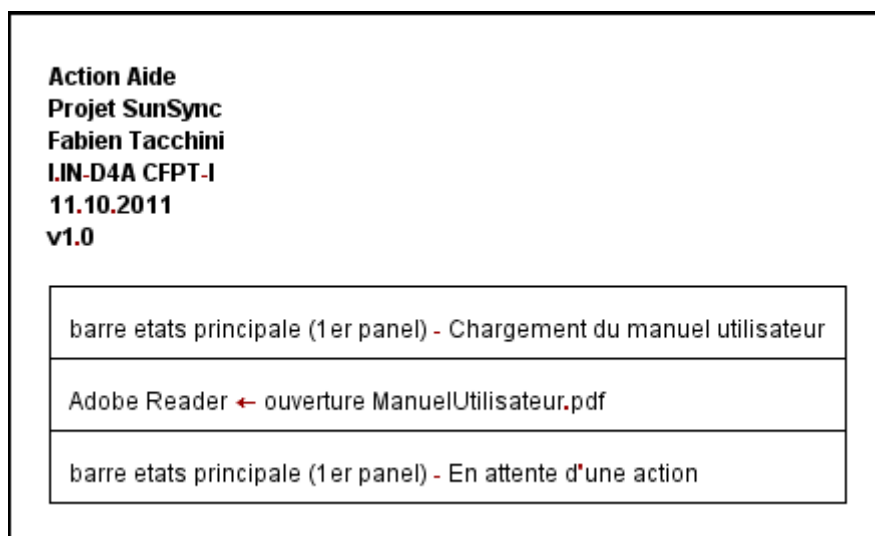 Action Aide
Projet SunSync
Fabien Tacchini
I.IN-D4A CFPT-I
11.10.2011
v1.0
barre etats principale (1er panel) - Chargement du manuel utilisateur
Adobe Reader ← ouverture ManuelUtilisateur.pdf
barre etats principale (1er panel) - En attente d'une action